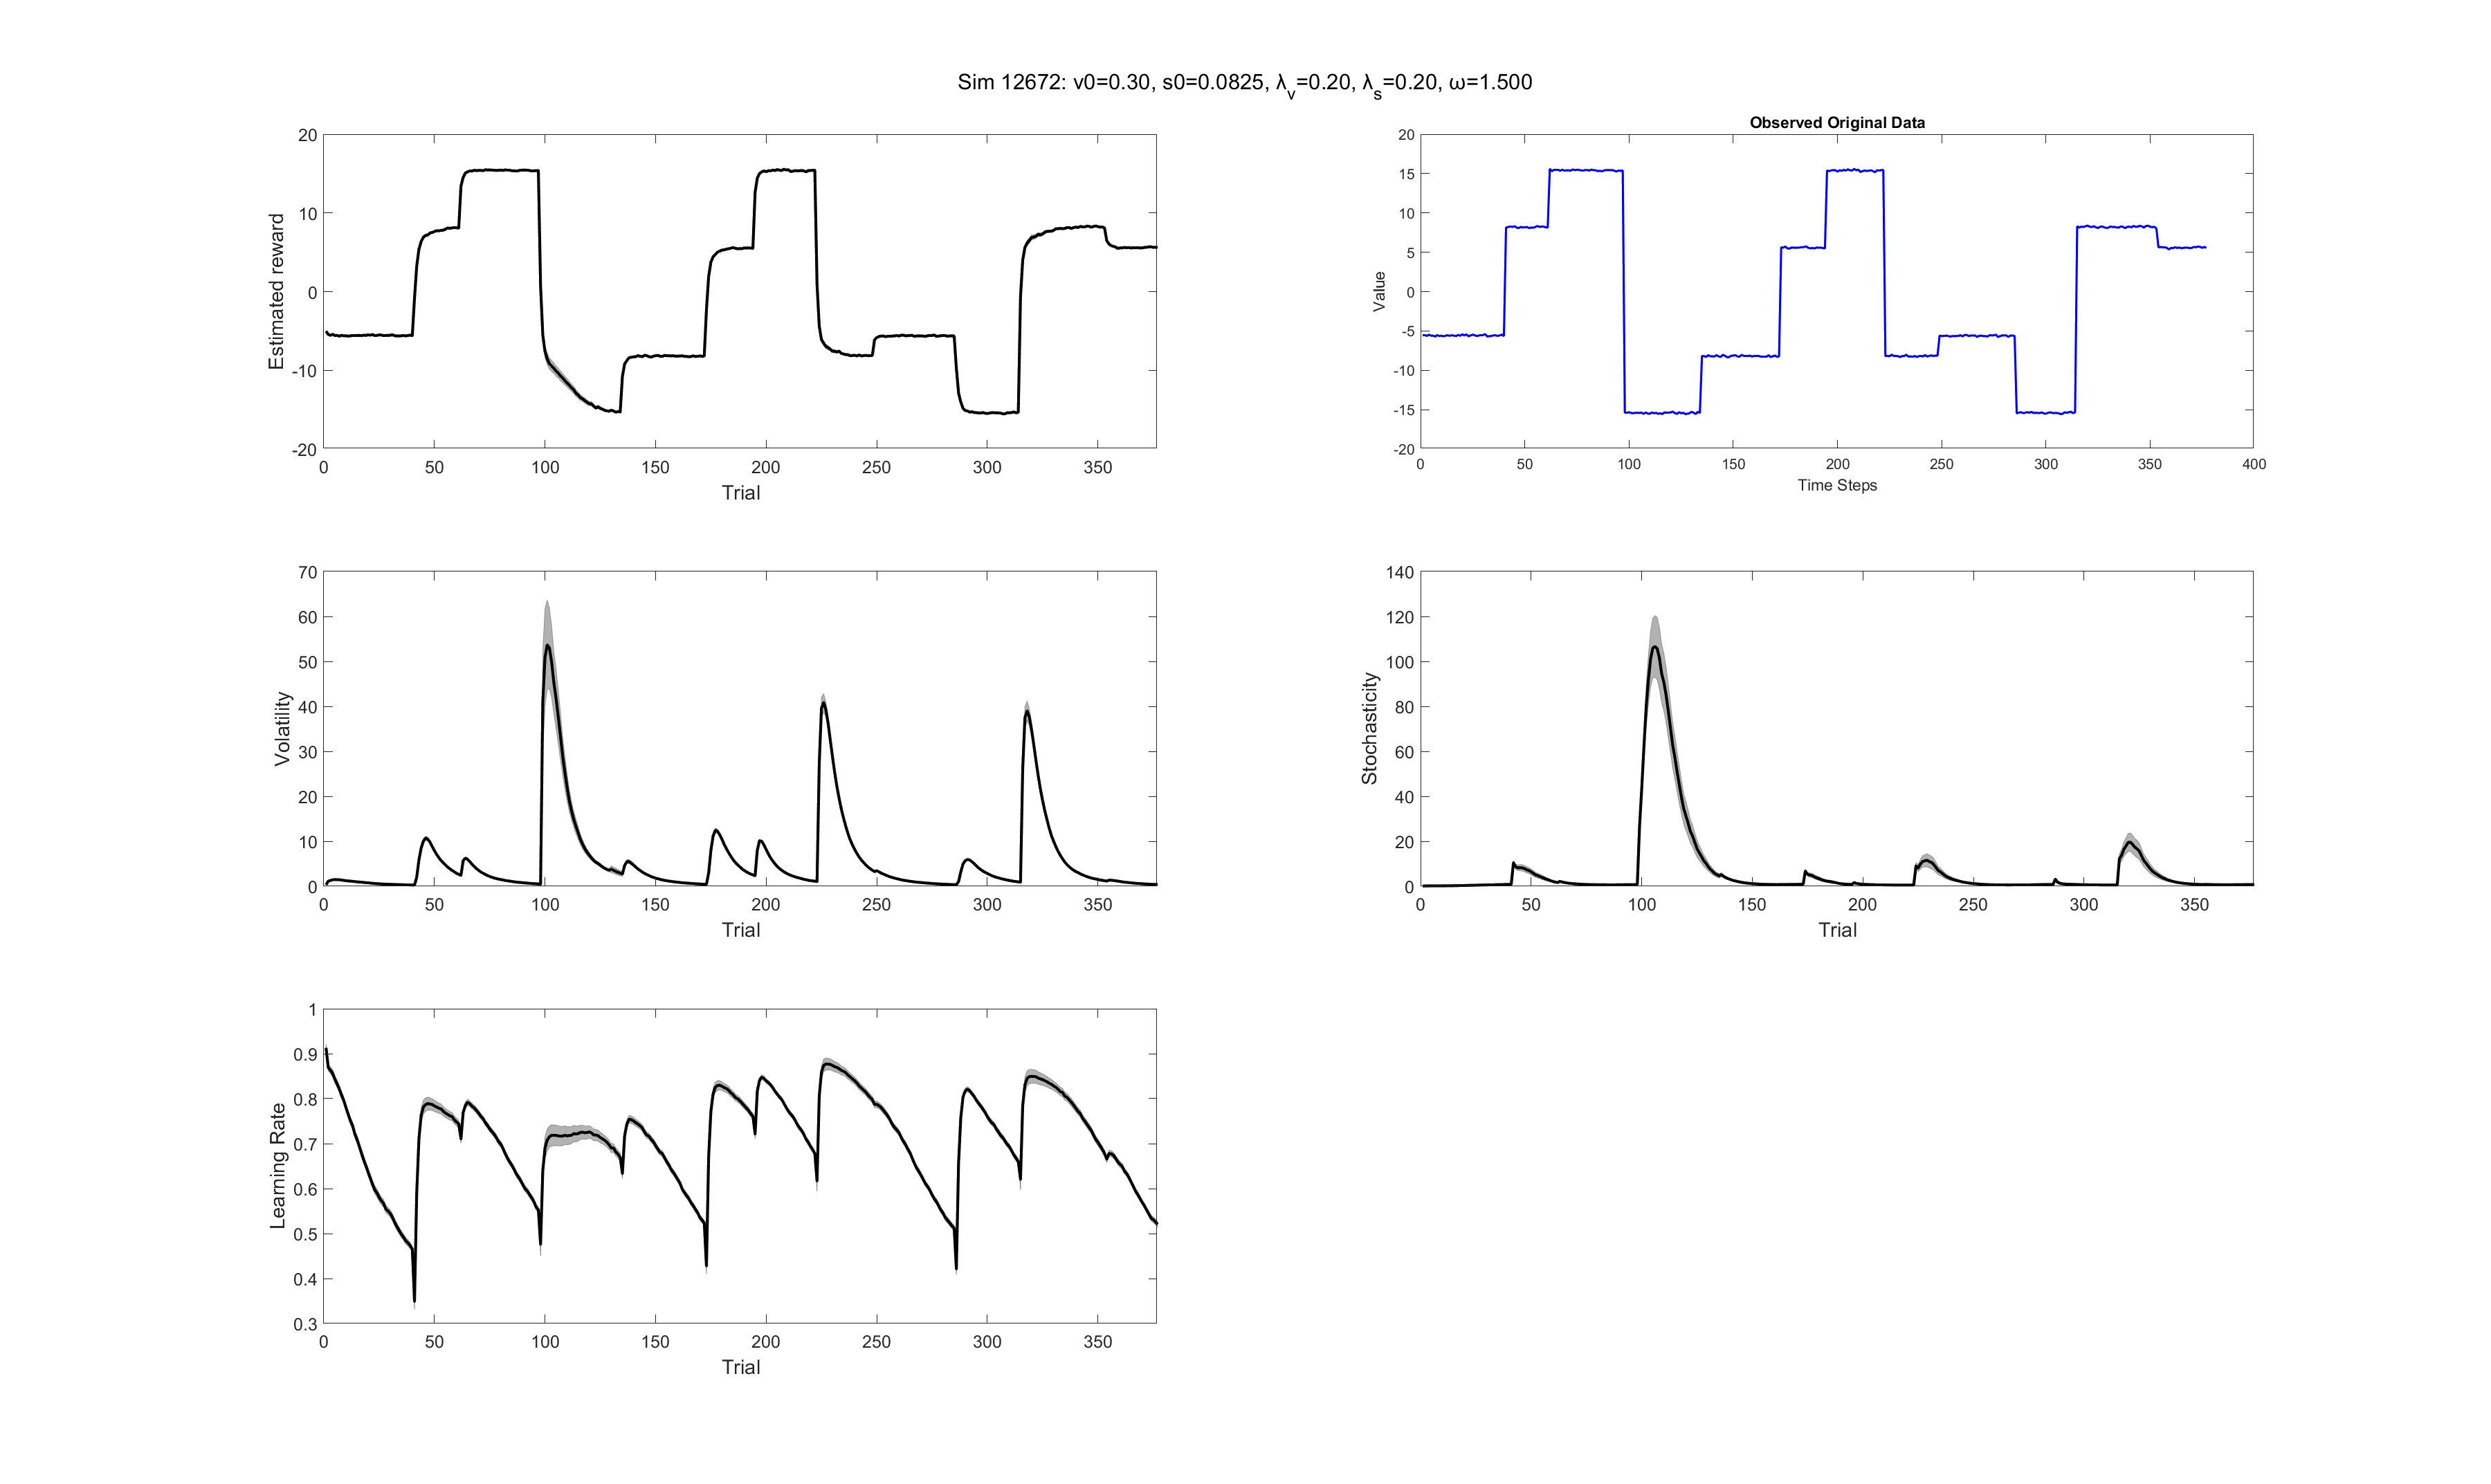 Sim 12672: v0=0.30, s0=0.0825, λv=0.20, λs=0.20, ω=1.500
Estimated reward
20
10
0
-10
-20
0 50 100 150 200 250 300 350
Trial
Observed Original Data
Value
20
15
10
5
0
-5
-10
-15
-20
0 50 100 150 200 250 300 350 400
Time Steps
Volatility
70
60
50
40
30
20
10
0
0 50 100 150 200 250 300 350
Trial
Stochasticity
140
120
100
80
60
40
20
0
0 50 100 150 200 250 300 350
Trial
Learning Rate
1
0.9
0.8
0.7
0.6
0.5
0.4
0.3
0 50 100 150 200 250 300 350
Trial